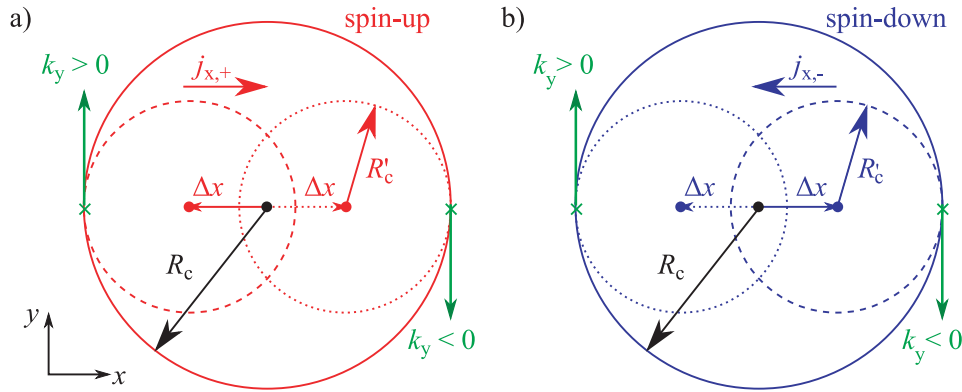 a)
spin-up
k_y > 0
j_x,+
Δx
Δx
R'_c
R_c
k_y < 0
y
x
b)
spin-down
k_y > 0
j_x,-
Δx
Δx
R'_c
R_c
k_y < 0